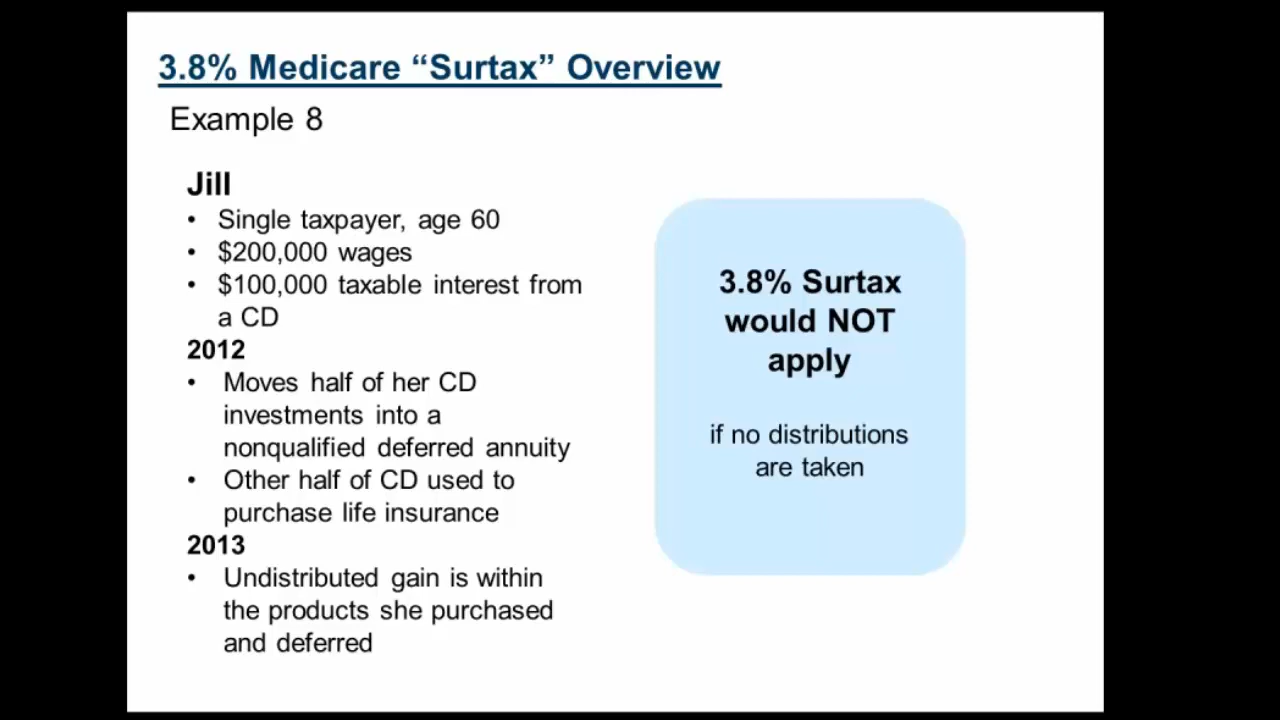 3.8% Medicare “Surtax” Overview
Example 8
Jill
• Single taxpayer, age 60
• $200,000 wages
• $100,000 taxable interest from
a CD
2012
• Moves half of her CD
investments into a
nonqualified deferred annuity
• Other half of CD used to
purchase life insurance
2013
• Undistributed gain is within
the products she purchased
and deferred
3.8% Surtax
would NOT
apply
if no distributions
are taken